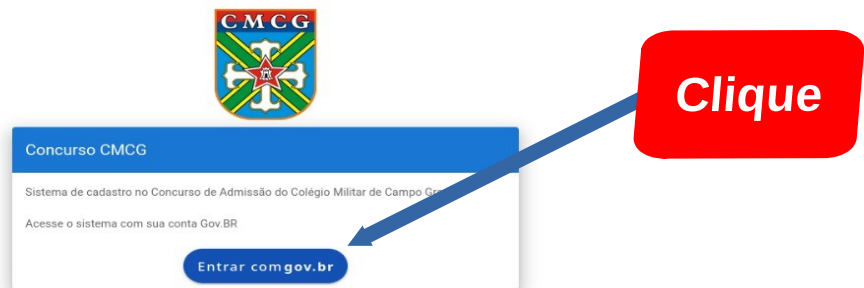 CMCG
Clique
Concurso CMCG
Sistema de cadastro no Concurso de Admissão do Colégio Militar de Campo
Acesse o sistema com sua conta Gov.BR
Entrar com gov.br